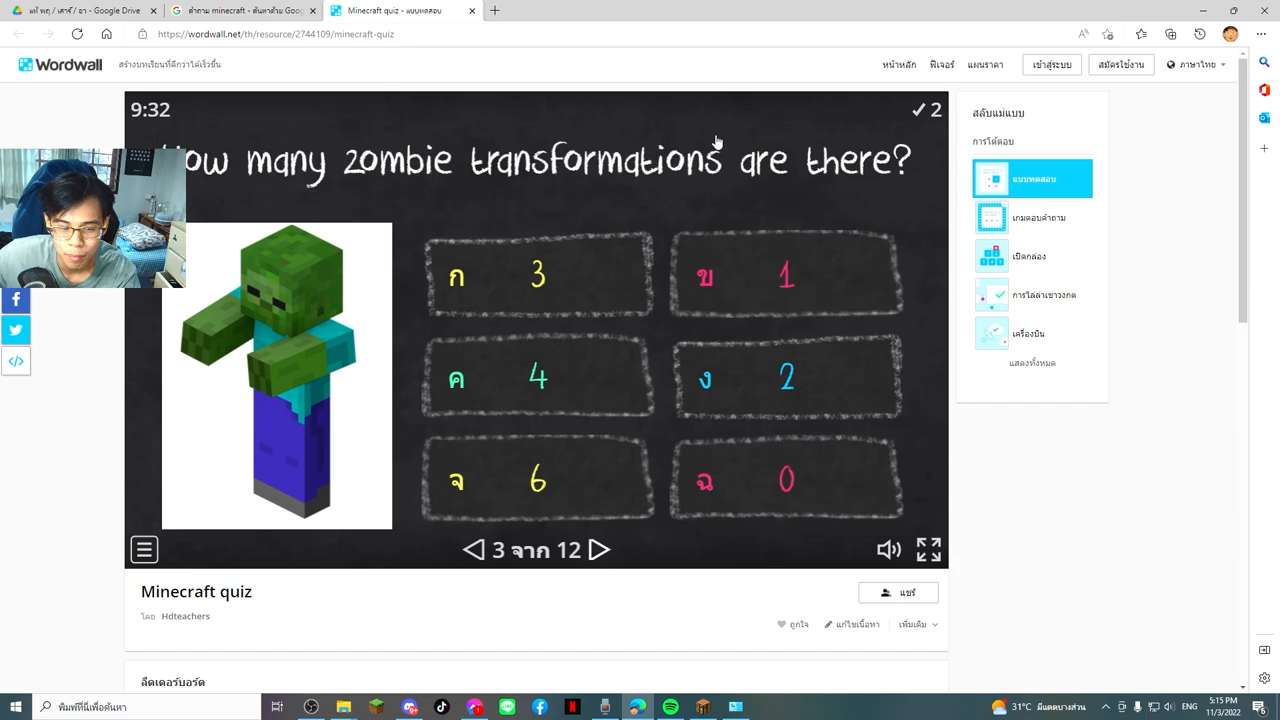 แท้ พฤ / เสาร์ / อา - Google Drive
คำถาม minecraft - ค้นหาด้วย Goog
Minecraft quiz - แบบทดสอบ
https://wordwall.net/th/resource/2744109/minecraft-quiz
Wordwall
สร้างบทเรียนที่ดีกว่าได้เร็วขึ้น
หน้าหลัก
ฟีเจอร์
แผนราคา
เข้าสู่ระบบ
สมัครใช้งาน
ภาษาไทย
9:32
2
ow many zombie transformations are there?
ก 3
ข 1
ค 4
ง 2
จ 6
ฉ 0
3 จาก 12
สลับแม่แบบ
การโต้ตอบ
แบบทดสอบ
เกมตอบคำถาม
เปิดกล่อง
การไล่ล่าเขาวงกต
เครื่องบิน
แสดงทั้งหมด
Minecraft quiz
โดย Hdteachers
แชร์
ถูกใจ
แก้ไขเนื้อหา
เพิ่มเติม
ลีดเดอร์บอร์ด
พิมพ์ที่นี่เพื่อค้นหา
31°C มีแดดบางส่วน
ENG
5:15 PM
11/3/2022